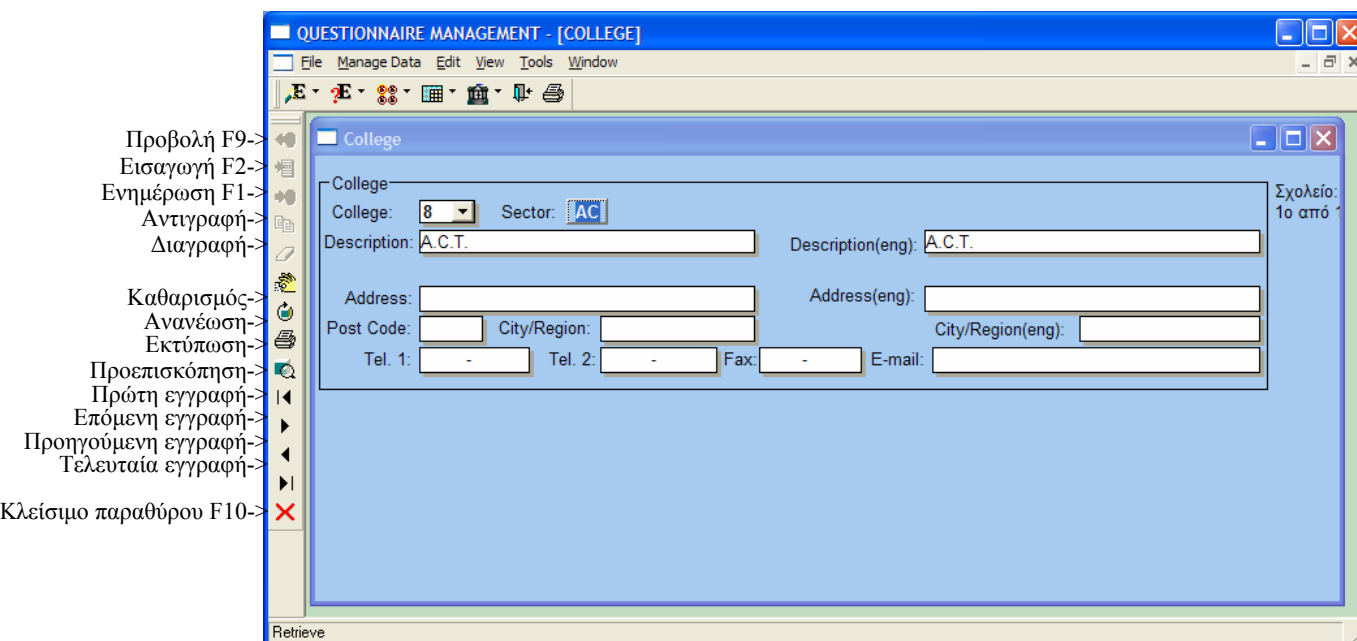 QUESTIONNAIRE MANAGEMENT - [COLLEGE]
File Manage Data Edit View Tools Window
Προβολή F9->
Εισαγωγή F2->
Ενημέρωση F1->
Αντιγραφή->
Διαγραφή->
Καθαρισμός->
Ανανέωση->
Εκτύπωση->
Προεπισκόπηση->
Πρώτη εγγραφή->
Επόμενη εγγραφή->
Προηγούμενη εγγραφή->
Τελευταία εγγραφή->
Κλείσιμο παραθύρου F10->
College
College
College: 8 Sector: AC
Description: A.C.T. Description(eng): A.C.T.
Address: Address(eng):
Post Code: City/Region: City/Region(eng):
Tel. 1: - Tel. 2: - Fax: - E-mail:
Σχολείο:
1ο από 1
Retrieve